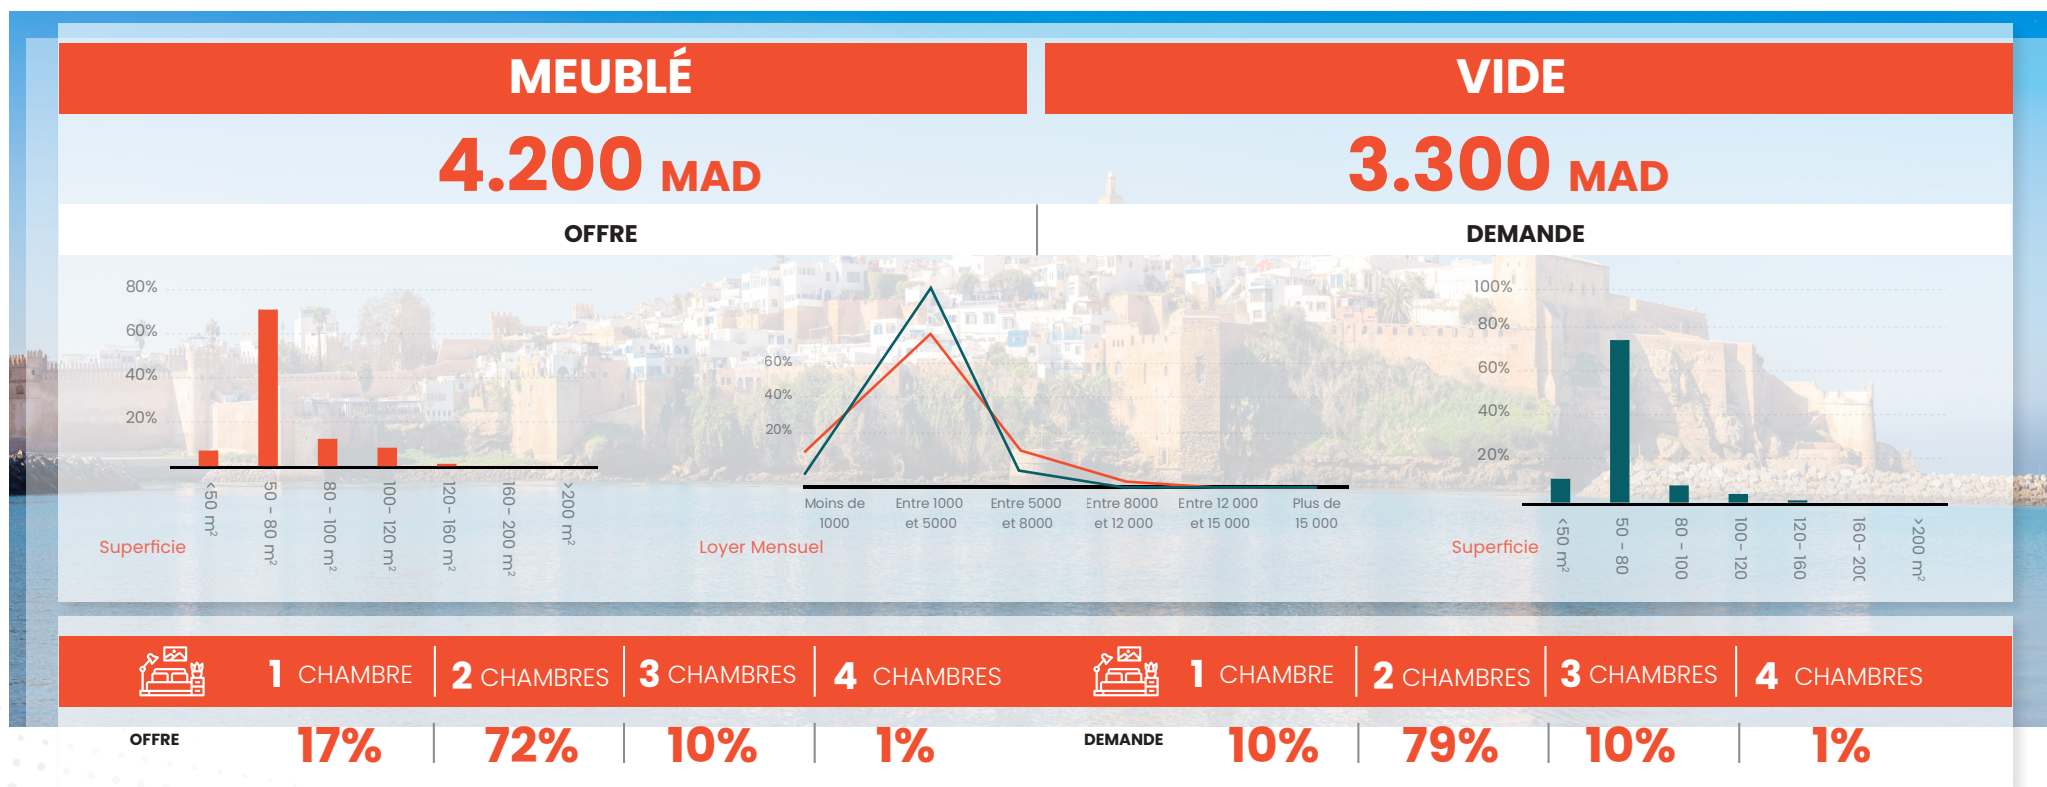 MEUBLÉ
VIDE
4.200 MAD
3.300 MAD
OFFRE
DEMANDE
80%
60%
40%
20%
<50 m²
50 - 80 m²
80 - 100 m²
100- 120 m²
120- 160 m²
160- 200 m²
>200 m²
Superficie
60%
40%
20%
Moins de
1000
Entre 1000
et 5000
Entre 5000
et 8000
Entre 8000
et 12 000
Entre 12 000
et 15 000
Plus de
15 000
Loyer Mensuel
100%
80%
60%
40%
20%
<50 m²
50 - 80
80 - 100
100- 120
120- 160
160- 200
>200 m²
Superficie
1 CHAMBRE
2 CHAMBRES
3 CHAMBRES
4 CHAMBRES
1 CHAMBRE
2 CHAMBRES
3 CHAMBRES
4 CHAMBRES
OFFRE
17%
72%
10%
1%
DEMANDE
10%
79%
10%
1%